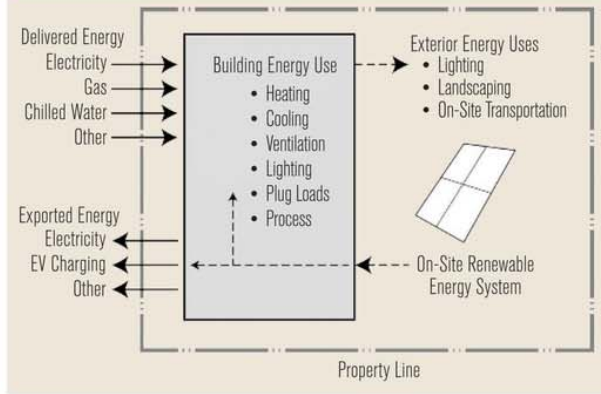 Delivered Energy
Electricity
Gas
Chilled Water
Other
Exported Energy
Electricity
EV Charging
Other
Building Energy Use
• Heating
• Cooling
• Ventilation
• Lighting
• Plug Loads
• Process
Exterior Energy Uses
• Lighting
• Landscaping
• On-Site Transportation
On-Site Renewable
Energy System
Property Line